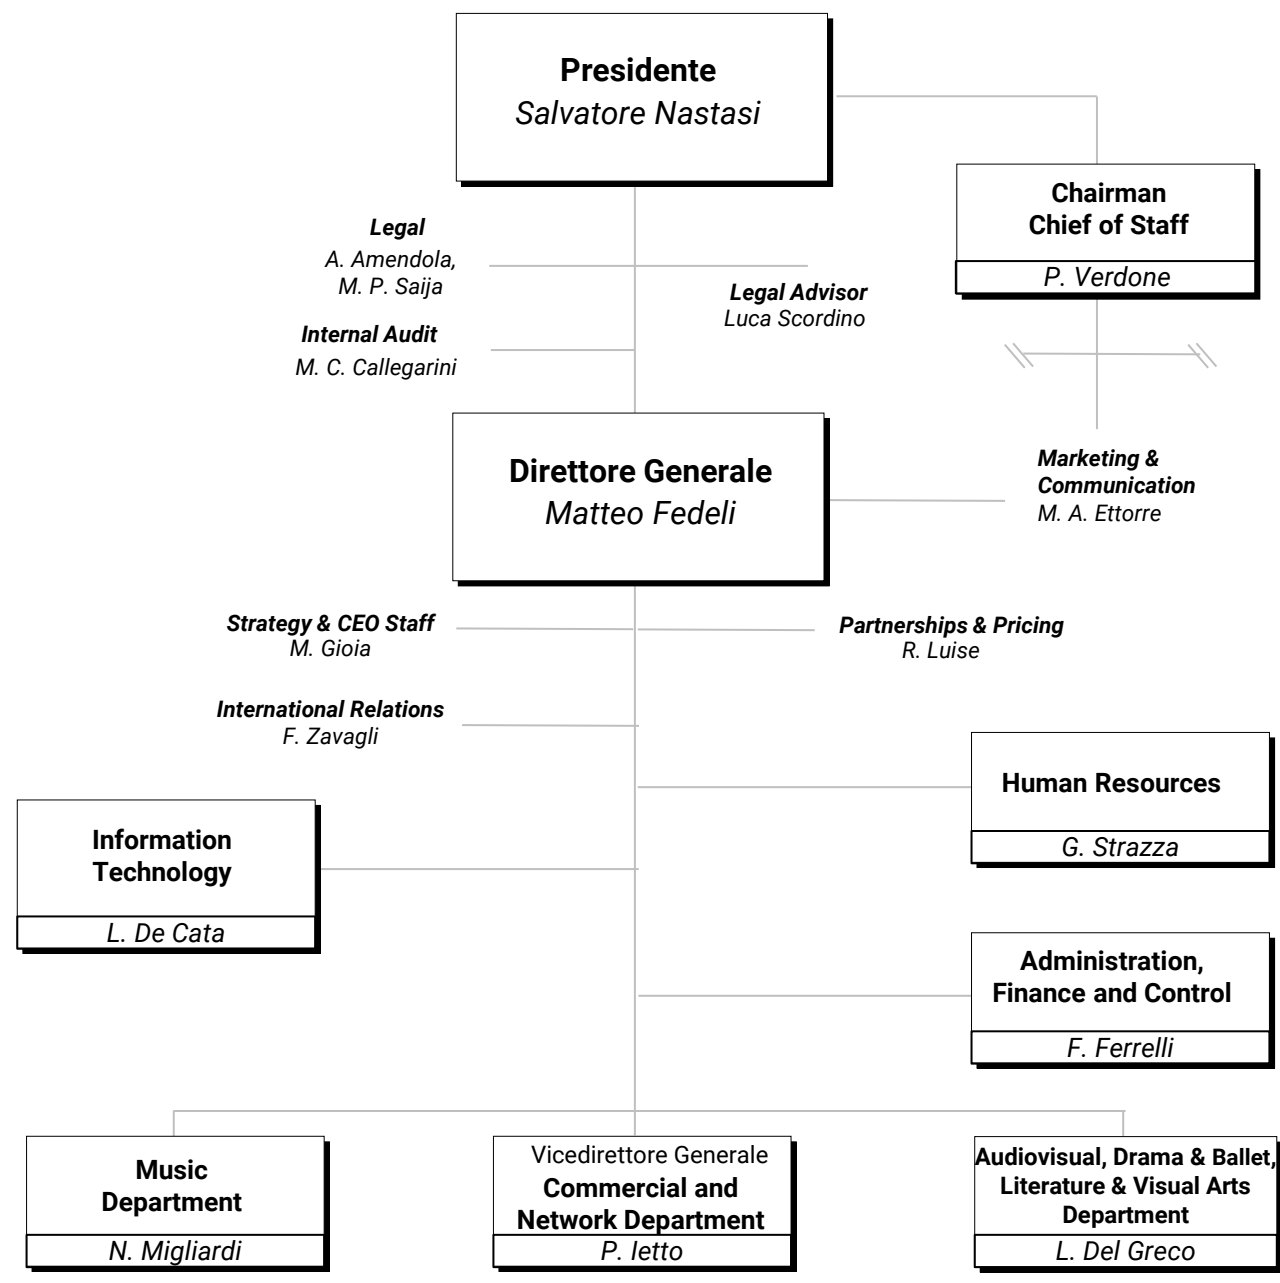 Presidente
Salvatore Nastasi
Chairman
Chief of Staff
P. Verdone
Legal
A. Amendola,
M. P. Saija
Legal Advisor
Luca Scordino
Internal Audit
M. C. Callegarini
Direttore Generale
Matteo Fedeli
Marketing &
Communication
M. A. Ettorre
Strategy & CEO Staff
M. Gioia
Partnerships & Pricing
R. Luise
International Relations
F. Zavagli
Human Resources
G. Strazza
Information
Technology
L. De Cata
Administration,
Finance and Control
F. Ferrelli
Music
Department
N. Migliardi
Vicedirettore Generale
Commercial and
Network Department
P. Ietto
Audiovisual, Drama & Ballet,
Literature & Visual Arts
Department
L. Del Greco